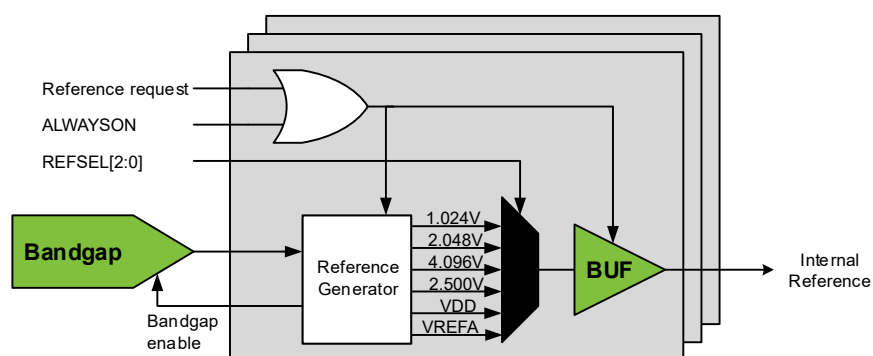 Reference request
ALWAYSON
REFSEL[2:0]
Bandgap
Bandgap
enable
Reference
Generator
1.024V
2.048V
4.096V
2.500V
VDD
VREFA
BUF
Internal
Reference